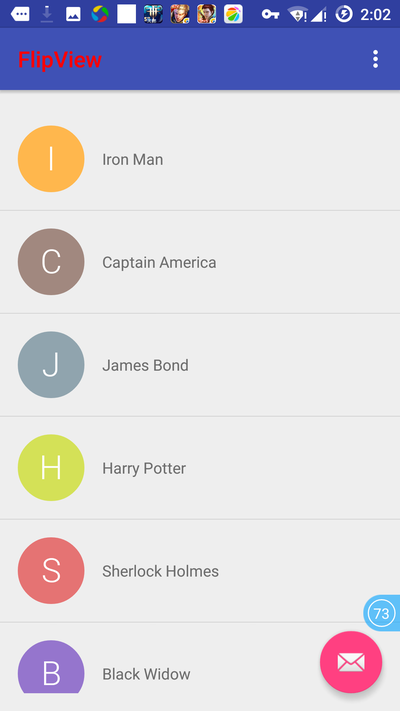 2:02
FlipView
I
Iron Man
C
Captain America
J
James Bond
H
Harry Potter
S
Sherlock Holmes
73
B
Black Widow